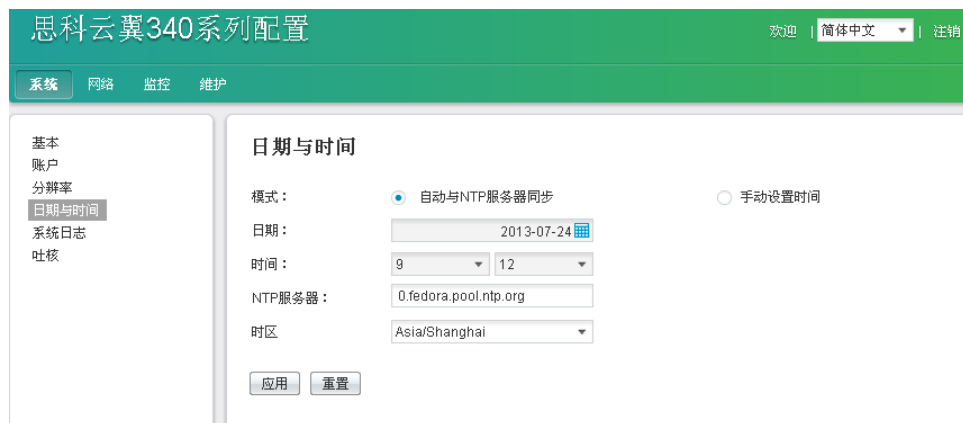 思科云翼340系列配置
欢迎 | 简体中文 | 注销
系统 网络 监控 维护
基本
账户
分辨率
日期与时间
系统日志
吐核
日期与时间
模式： 自动与NTP服务器同步 手动设置时间
日期： 2013-07-24
时间： 9 12
NTP服务器： 0.fedora.pool.ntp.org
时区 Asia/Shanghai
应用 重置